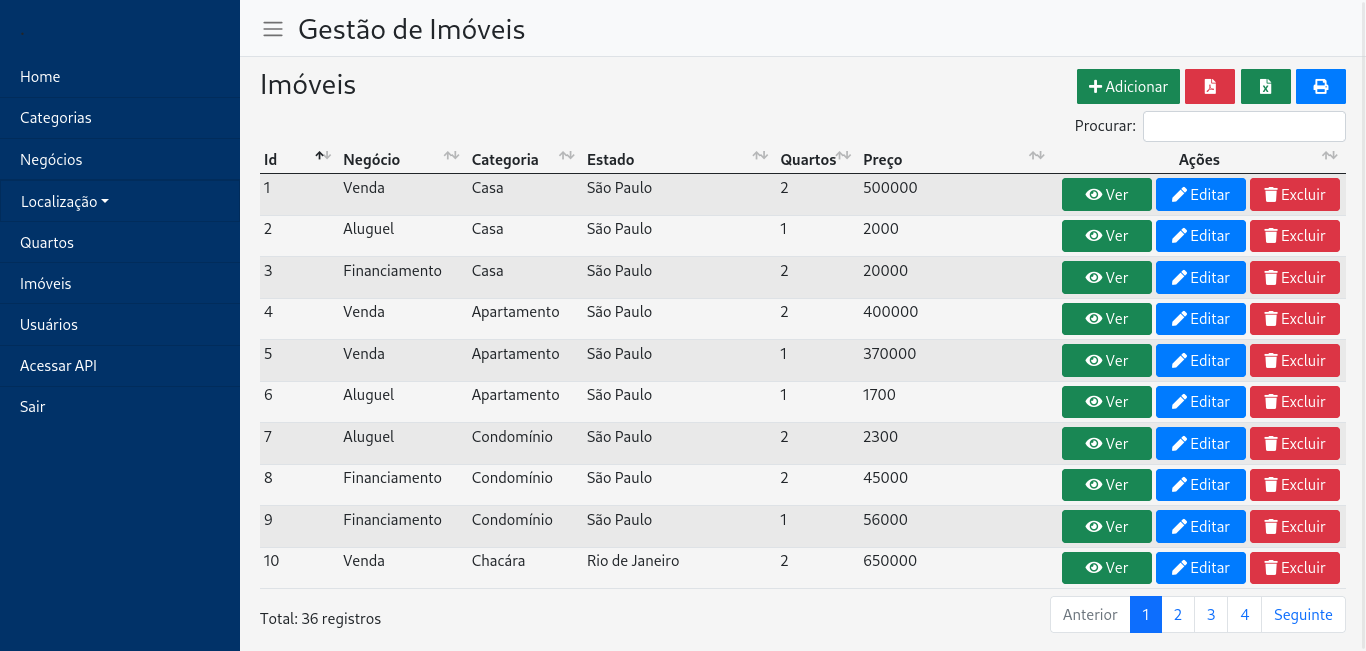 Gestão de Imóveis
Home
Categorias
Negócios
Localização
Quartos
Imóveis
Usuários
Acessar API
Sair
Imóveis
Adicionar
Procurar:
Id Negócio Categoria Estado Quartos Preço Ações
1 Venda Casa São Paulo 2 500000 Ver Editar Excluir
2 Aluguel Casa São Paulo 1 2000 Ver Editar Excluir
3 Financiamento Casa São Paulo 2 20000 Ver Editar Excluir
4 Venda Apartamento São Paulo 2 400000 Ver Editar Excluir
5 Venda Apartamento São Paulo 1 370000 Ver Editar Excluir
6 Aluguel Apartamento São Paulo 1 1700 Ver Editar Excluir
7 Aluguel Condomínio São Paulo 2 2300 Ver Editar Excluir
8 Financiamento Condomínio São Paulo 2 45000 Ver Editar Excluir
9 Financiamento Condomínio São Paulo 1 56000 Ver Editar Excluir
10 Venda Chacára Rio de Janeiro 2 650000 Ver Editar Excluir
Total: 36 registros
Anterior 1 2 3 4 Seguinte